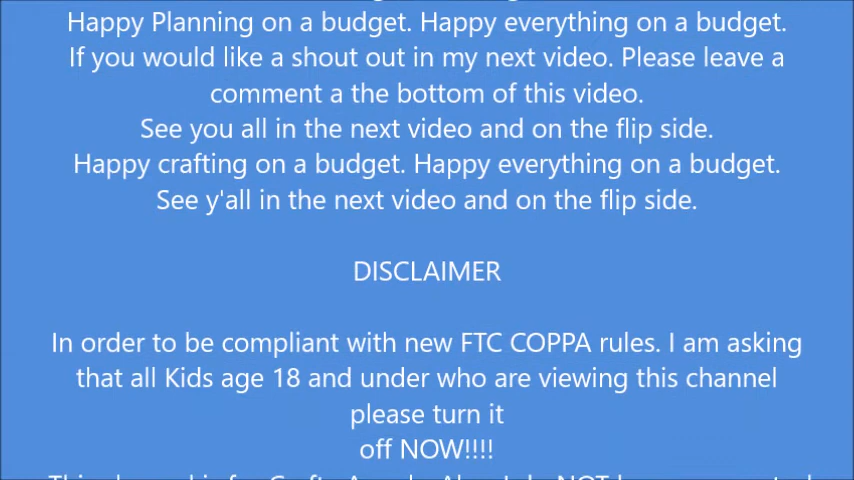 Happy Planning on a budget. Happy everything on a budget.
If you would like a shout out in my next video. Please leave a
comment a the bottom of this video.
See you all in the next video and on the flip side.
Happy crafting on a budget. Happy everything on a budget.
See y'all in the next video and on the flip side.
DISCLAIMER
In order to be compliant with new FTC COPPA rules. I am asking
that all Kids age 18 and under who are viewing this channel
please turn it
off NOW!!!!